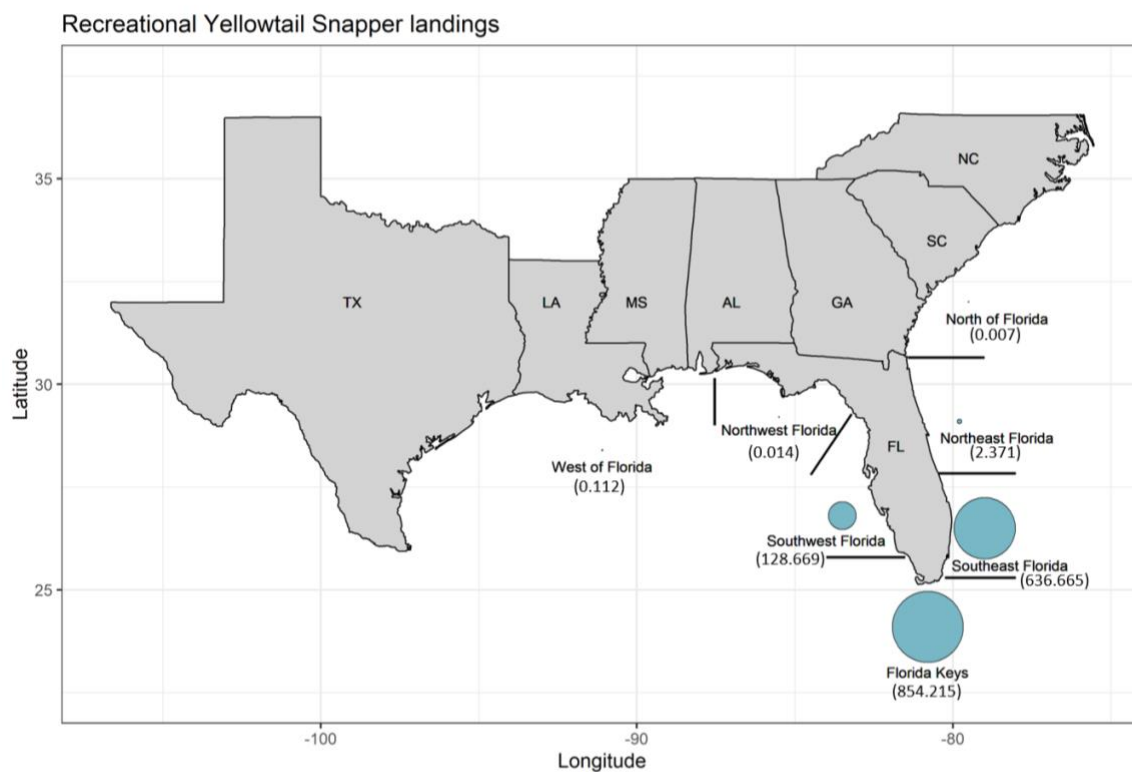 Recreational Yellowtail Snapper landings
Latitude
35
30
25
NC
SC
TX
LA
MS
AL
GA
North of Florida
(0.007)
Northwest Florida
(0.014)
FL
Northeast Florida
(2.371)
West of Florida
(0.112)
Southwest Florida
(128.669)
Southeast Florida
(636.665)
Florida Keys
(854.215)
-100
-90
-80
Longitude